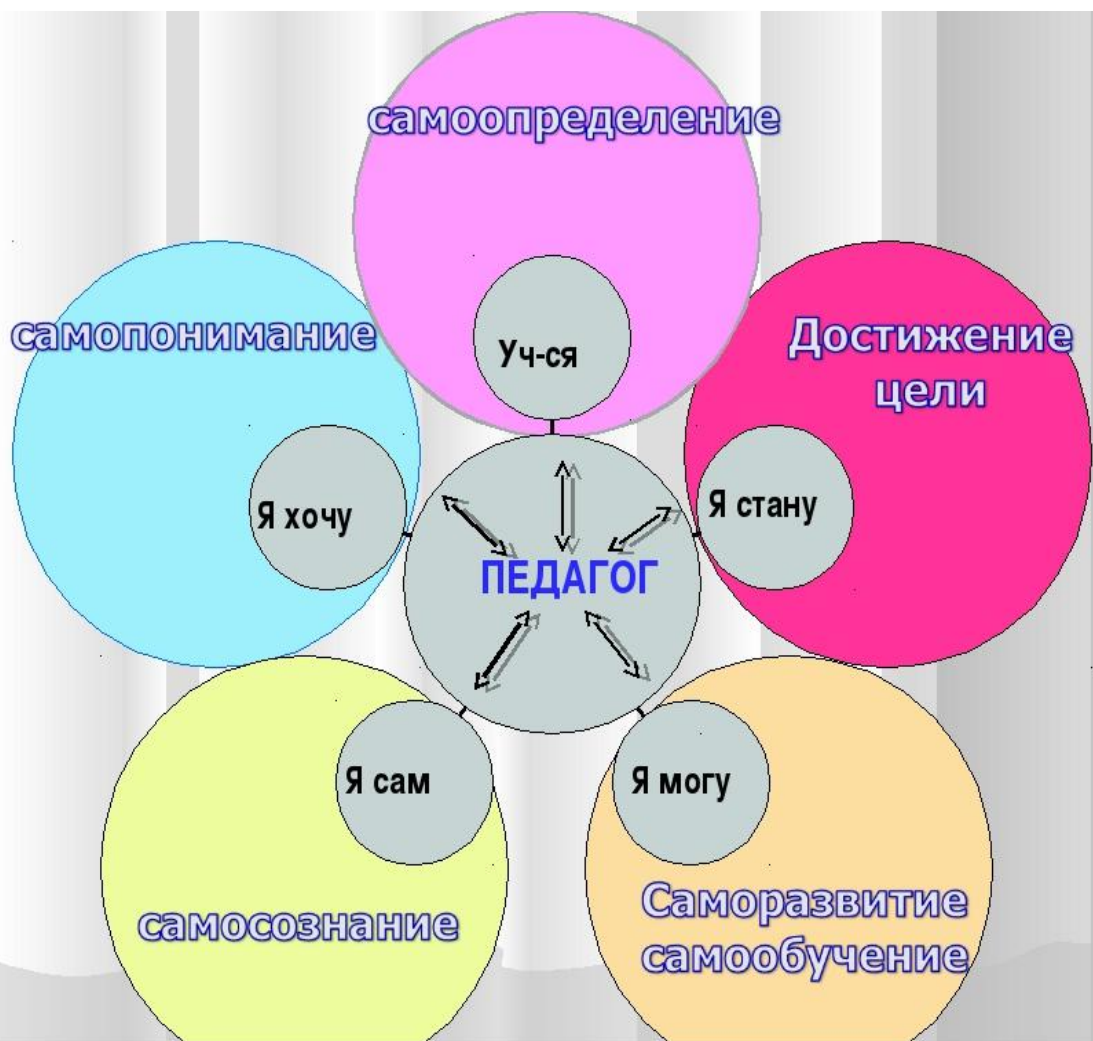 самоопределение
самопонимание
Достижение
цели
Уч-ся
Я хочу
Я стану
ПЕДАГОГ
Я сам
Я могу
самосознание
Саморазвитие
самообучение